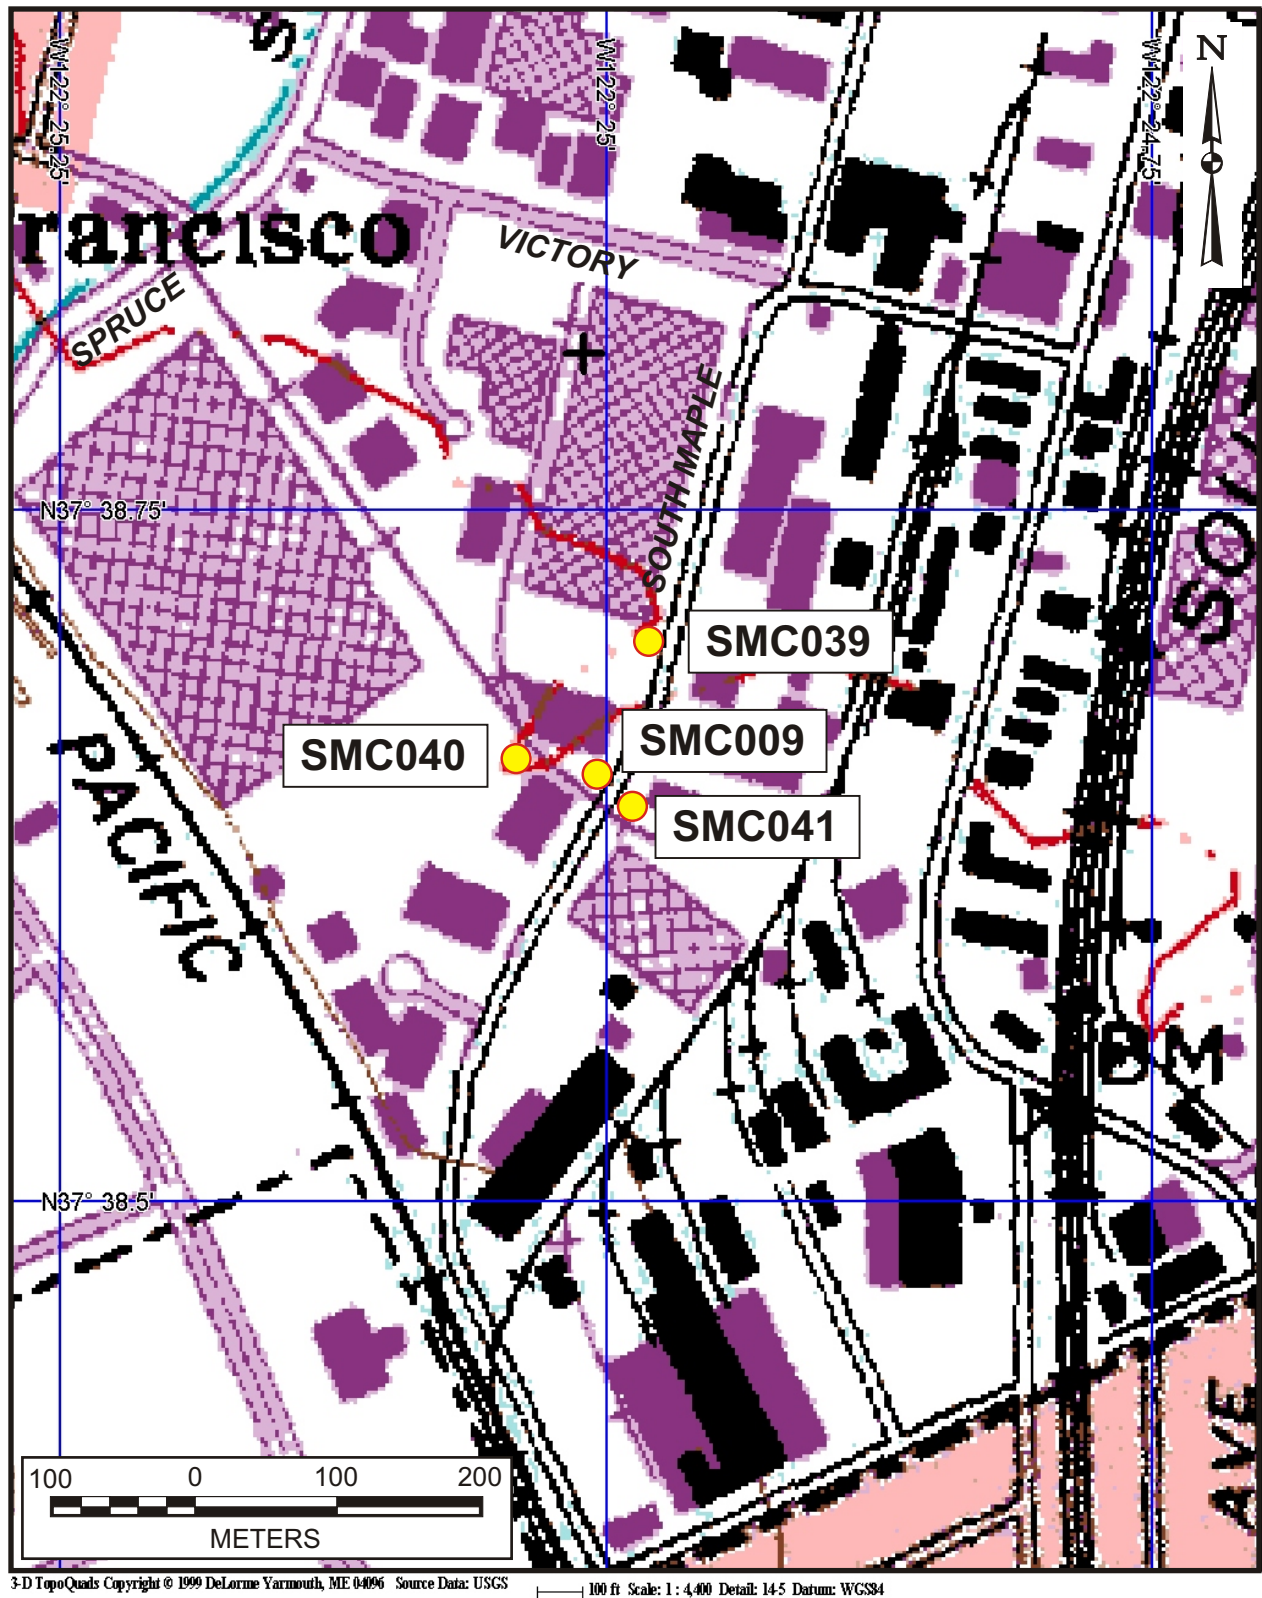 S
W122° 25.25'
W122° 25'
W122° 24.75'
N
rancisco
VICTORY
SPRUCE
SOUTH MAPLE
N37° 38.75'
SOU
SMC039
SMC009
SMC040
SMC041
PACIFIC
B M
N37° 38.5'
AVE
100 0 100 200
METERS
3-D TopoQuads Copyright © 1999 DeLorme Yarmouth, ME 04096 Source Data: USGS
100 ft Scale: 1 : 4,400 Detail: 14-5 Datum: WGS84